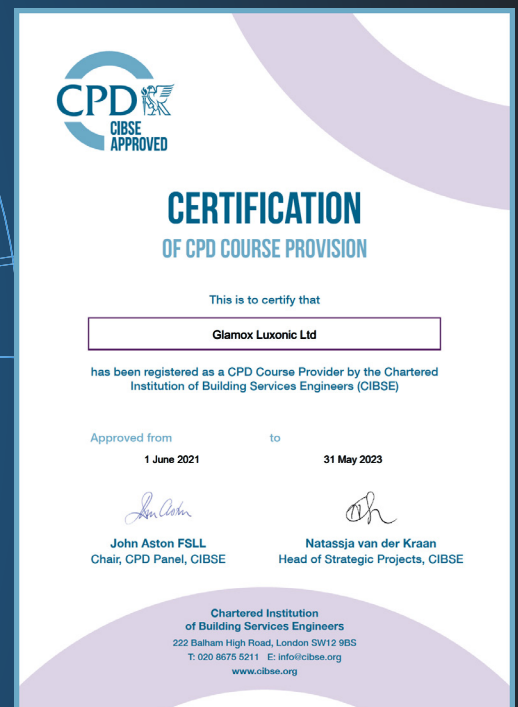 CPD
CIBSE
APPROVED
CERTIFICATION
OF CPD COURSE PROVISION
This is to certify that
Glamox Luxonic Ltd
has been registered as a CPD Course Provider by the Chartered
Institution of Building Services Engineers (CIBSE)
Approved from to
1 June 2021 31 May 2023
John Aston FSLL Natassja van der Kraan
Chair, CPD Panel, CIBSE Head of Strategic Projects, CIBSE
Chartered Institution
of Building Services Engineers
222 Balham High Road, London SW12 9BS
T: 020 8675 5211 E: info@cibse.org
www.cibse.org